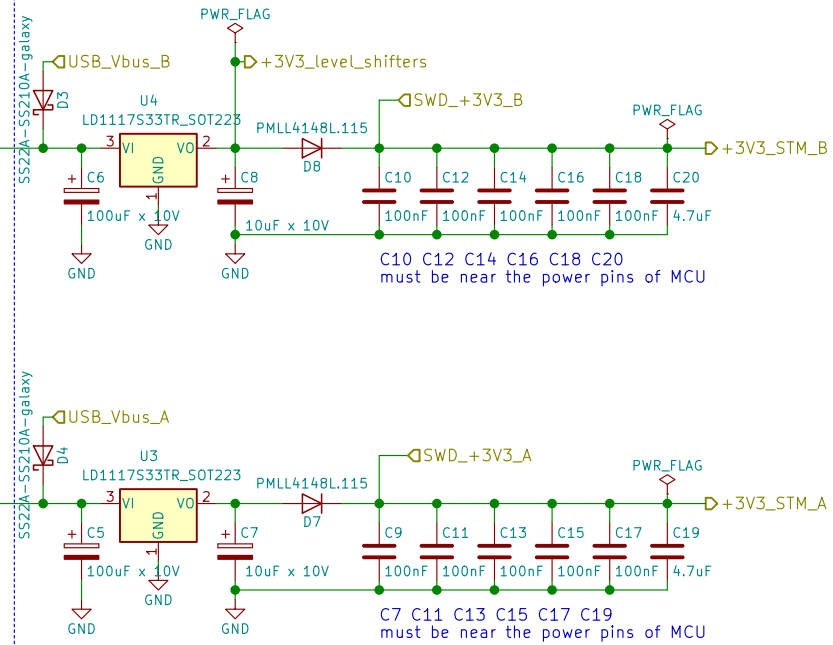 PWR_FLAG
USB_Vbus_B
+3V3_level_shifters
SS22A-SS210A-galaxy
D3
U4
LD1117S33TR_SOT223
SWD_+3V3_B
PWR_FLAG
PMLL4148L.115
3 VI VO 2
GND
1
D8
+3V3_STM_B
+ C6
+ C8
C10 C12 C14 C16 C18 C20
100uF x 10V
10uF x 10V
100nF 100nF 100nF 100nF 100nF 4.7uF
GND
GND
GND
C10 C12 C14 C16 C18 C20
must be near the power pins of MCU
USB_Vbus_A
SS22A-SS210A-galaxy
D4
U3
LD1117S33TR_SOT223
SWD_+3V3_A
PWR_FLAG
PMLL4148L.115
3 VI VO 2
GND
1
D7
+3V3_STM_A
+ C5
+ C7
C9 C11 C13 C15 C17 C19
100uF x 10V
10uF x 10V
100nF 100nF 100nF 100nF 100nF 4.7uF
GND
GND
GND
C7 C11 C13 C15 C17 C19
must be near the power pins of MCU